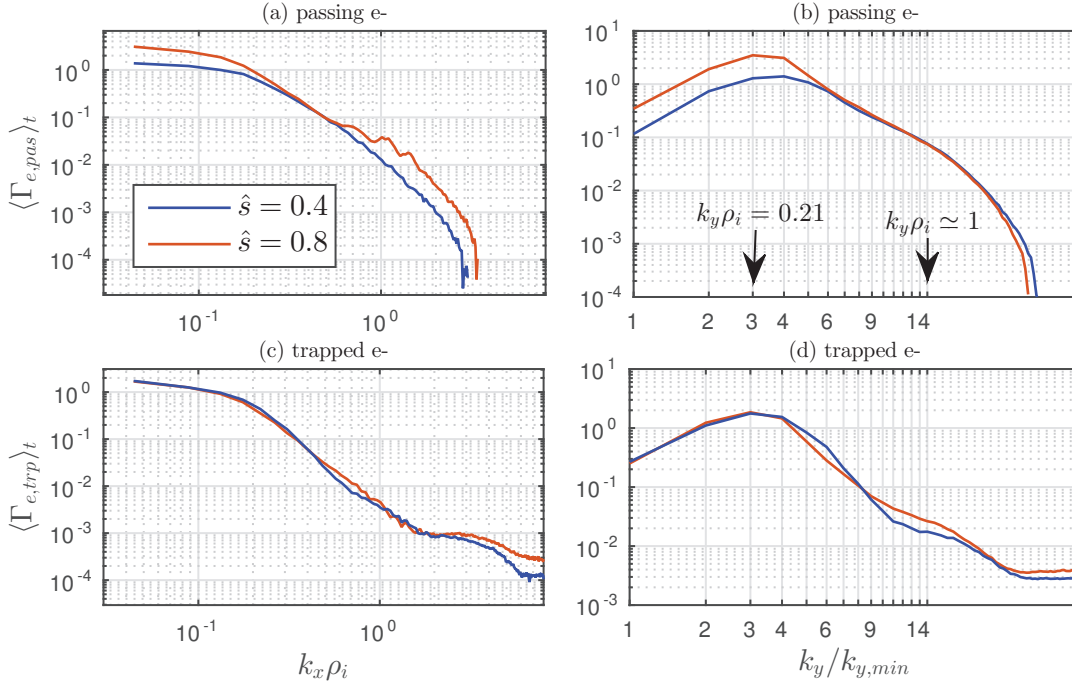 (a) passing e-
(b) passing e-
⟨Γ_{e,pas}⟩_t
10^0
10^{-1}
10^{-2}
10^{-3}
10^{-4}
ŝ = 0.4
ŝ = 0.8
10^{-1}
10^0
10^1
10^0
10^{-1}
10^{-2}
10^{-3}
10^{-4}
k_yρ_i = 0.21
k_yρ_i ≃ 1
1 2 3 4 6 9 14
(c) trapped e-
(d) trapped e-
⟨Γ_{e,trp}⟩_t
10^0
10^{-1}
10^{-2}
10^{-3}
10^{-4}
10^{-1}
10^0
k_xρ_i
10^1
10^0
10^{-1}
10^{-2}
10^{-3}
1 2 3 4 6 9 14
k_y/k_{y,min}